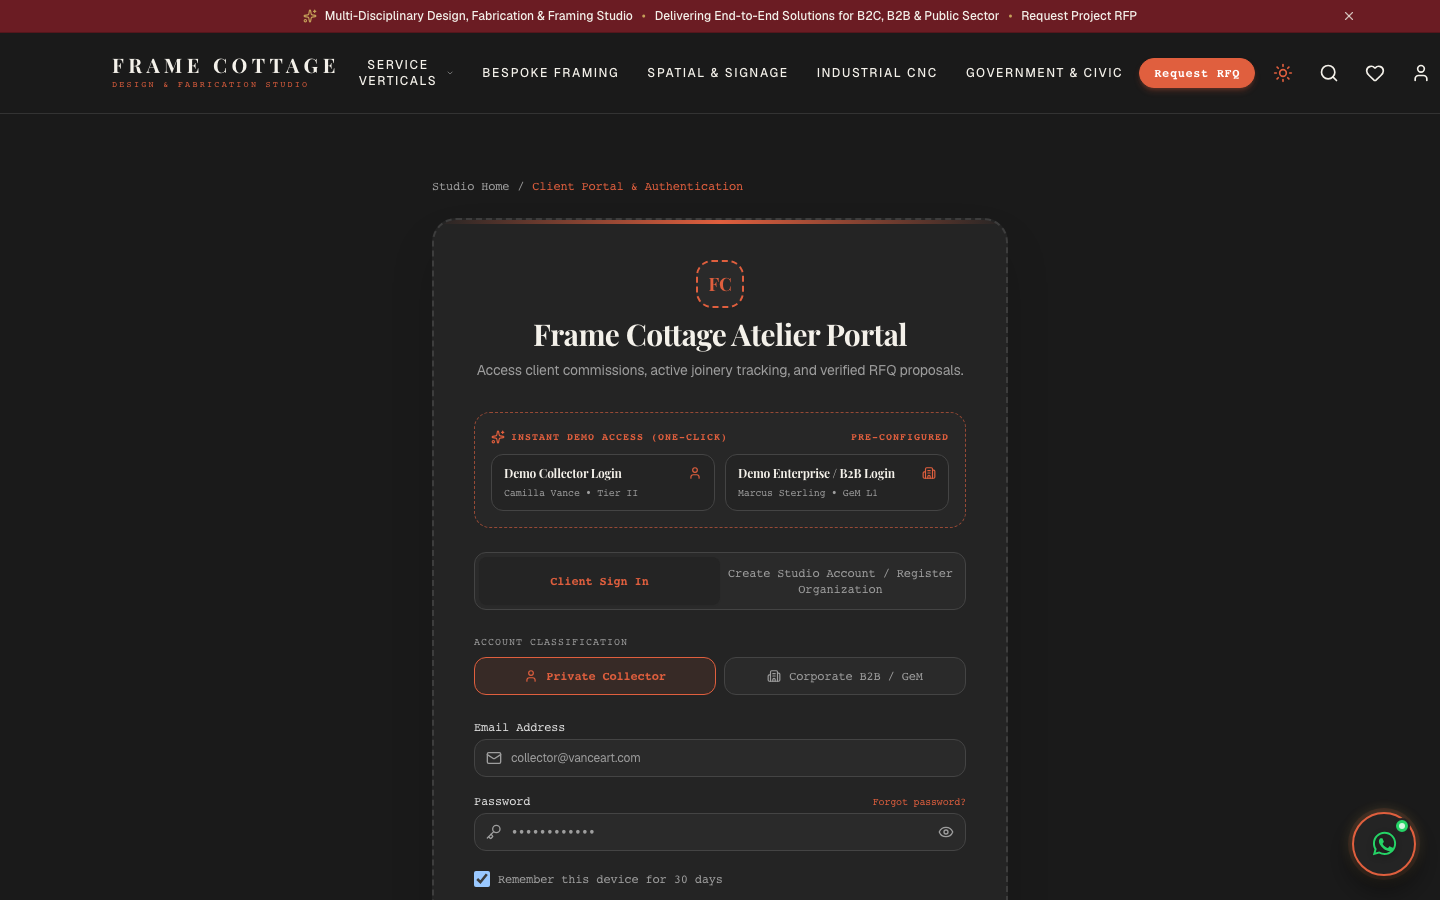 Multi-Disciplinary Design, Fabrication & Framing Studio • Delivering End-to-End Solutions for B2C, B2B & Public Sector • Request Project RFP
FRAME COTTAGE
DESIGN & FABRICATION STUDIO
SERVICE
VERTICALS
BESPOKE FRAMING
SPATIAL & SIGNAGE
INDUSTRIAL CNC
GOVERNMENT & CIVIC
Request RFQ
Studio Home / Client Portal & Authentication
FC
Frame Cottage Atelier Portal
Access client commissions, active joinery tracking, and verified RFQ proposals.
INSTANT DEMO ACCESS (ONE-CLICK)
PRE-CONFIGURED
Demo Collector Login
Camilla Vance • Tier II
Demo Enterprise / B2B Login
Marcus Sterling • GeM L1
Client Sign In
Create Studio Account / Register
Organization
ACCOUNT CLASSIFICATION
Private Collector
Corporate B2B / GeM
Email Address
collector@vanceart.com
Password
Forgot password?
••••••••••••
Remember this device for 30 days